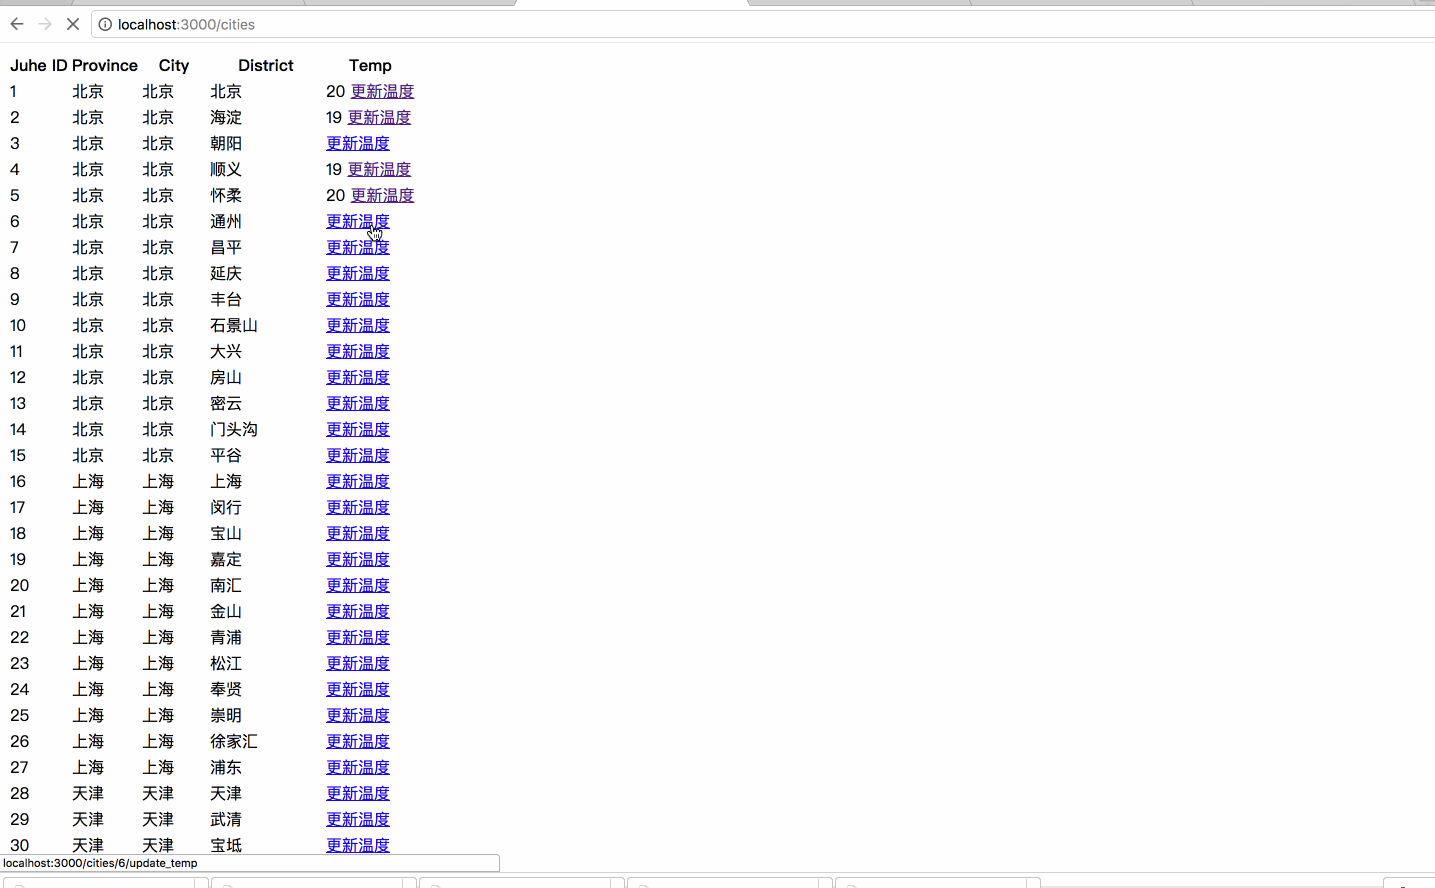 localhost:3000/cities
Juhe ID Province City District Temp
1 北京 北京 北京 20 更新温度
2 北京 北京 海淀 19 更新温度
3 北京 北京 朝阳 更新温度
4 北京 北京 顺义 19 更新温度
5 北京 北京 怀柔 20 更新温度
6 北京 北京 通州 更新温度
7 北京 北京 昌平 更新温度
8 北京 北京 延庆 更新温度
9 北京 北京 丰台 更新温度
10 北京 北京 石景山 更新温度
11 北京 北京 大兴 更新温度
12 北京 北京 房山 更新温度
13 北京 北京 密云 更新温度
14 北京 北京 门头沟 更新温度
15 北京 北京 平谷 更新温度
16 上海 上海 上海 更新温度
17 上海 上海 闵行 更新温度
18 上海 上海 宝山 更新温度
19 上海 上海 嘉定 更新温度
20 上海 上海 南汇 更新温度
21 上海 上海 金山 更新温度
22 上海 上海 青浦 更新温度
23 上海 上海 松江 更新温度
24 上海 上海 奉贤 更新温度
25 上海 上海 崇明 更新温度
26 上海 上海 徐家汇 更新温度
27 上海 上海 浦东 更新温度
28 天津 天津 天津 更新温度
29 天津 天津 武清 更新温度
30 天津 天津 宝坻 更新温度
localhost:3000/cities/6/update_temp